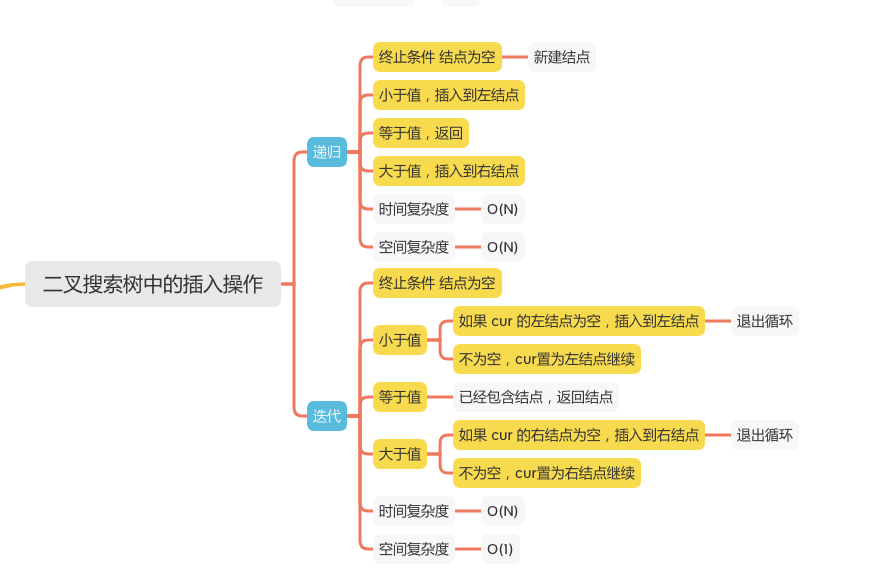 二叉搜索树中的插入操作
递归
终止条件 结点为空
新建结点
小于值，插入到左结点
等于值，返回
大于值，插入到右结点
时间复杂度
O(N)
空间复杂度
O(N)
迭代
终止条件 结点为空
小于值
如果 cur 的左结点为空，插入到左结点
退出循环
不为空，cur置为左结点继续
等于值
已经包含结点，返回结点
大于值
如果 cur 的右结点为空，插入到右结点
退出循环
不为空，cur置为右结点继续
时间复杂度
O(N)
空间复杂度
O(1)